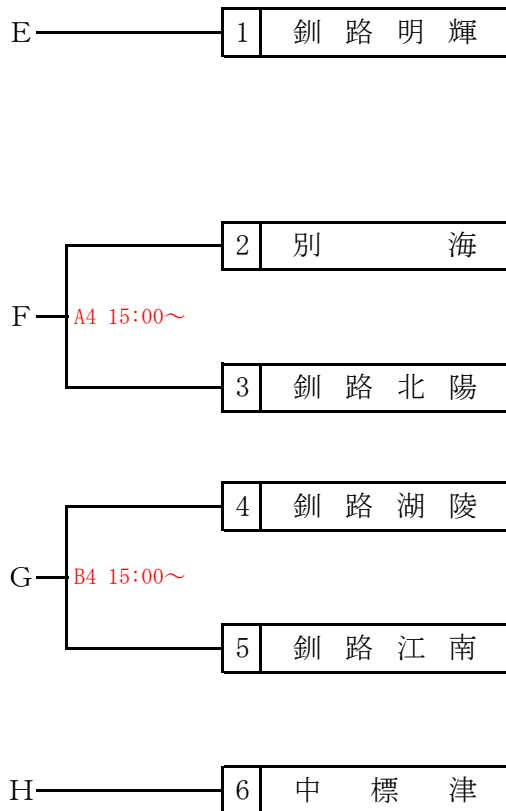 E 1 釧路明輝
2 別海
F A4 15:00～
3 釧路北陽
4 釧路湖陵
G B4 15:00～
5 釧路江南
H 6 中標津